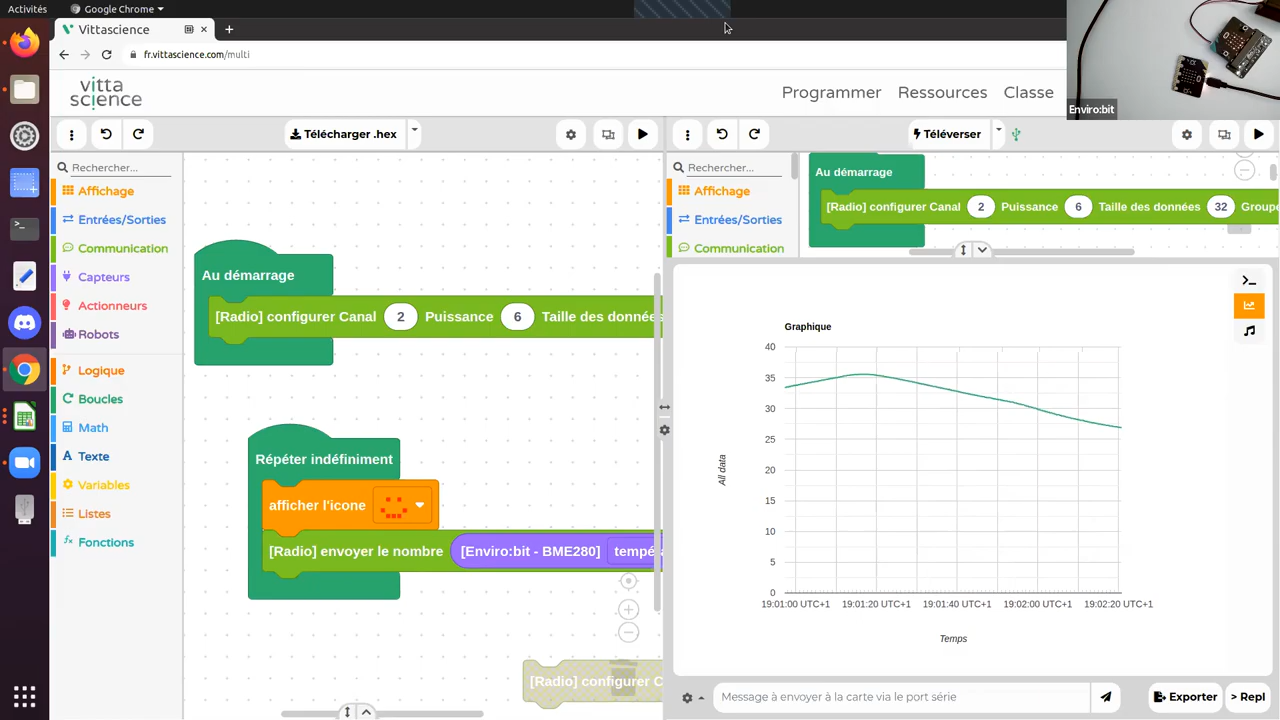 Activités
Google Chrome
Vittascience
fr.vittascience.com/multi
Enviro:bit
vitta
science
Programmer
Ressources
Classe
Télécharger .hex
Téléverser
Rechercher...
Affichage
Entrées/Sorties
Communication
Capteurs
Actionneurs
Robots
Logique
Boucles
Math
Texte
Variables
Listes
Fonctions
Au démarrage
[Radio] configurer Canal 2 Puissance 6 Taille des données
Répéter indéfiniment
afficher l'icone
[Radio] envoyer le nombre [Enviro:bit - BME280] tempéra
[Radio] configurer C
Rechercher...
Affichage
Entrées/Sorties
Communication
Au démarrage
[Radio] configurer Canal 2 Puissance 6 Taille des données 32 Groupe
Graphique
40
35
30
25
20
15
10
5
0
All data
19:01:00 UTC+1 19:01:20 UTC+1 19:01:40 UTC+1 19:02:00 UTC+1 19:02:20 UTC+1
Temps
Message à envoyer à la carte via le port série
Exporter
> Repl